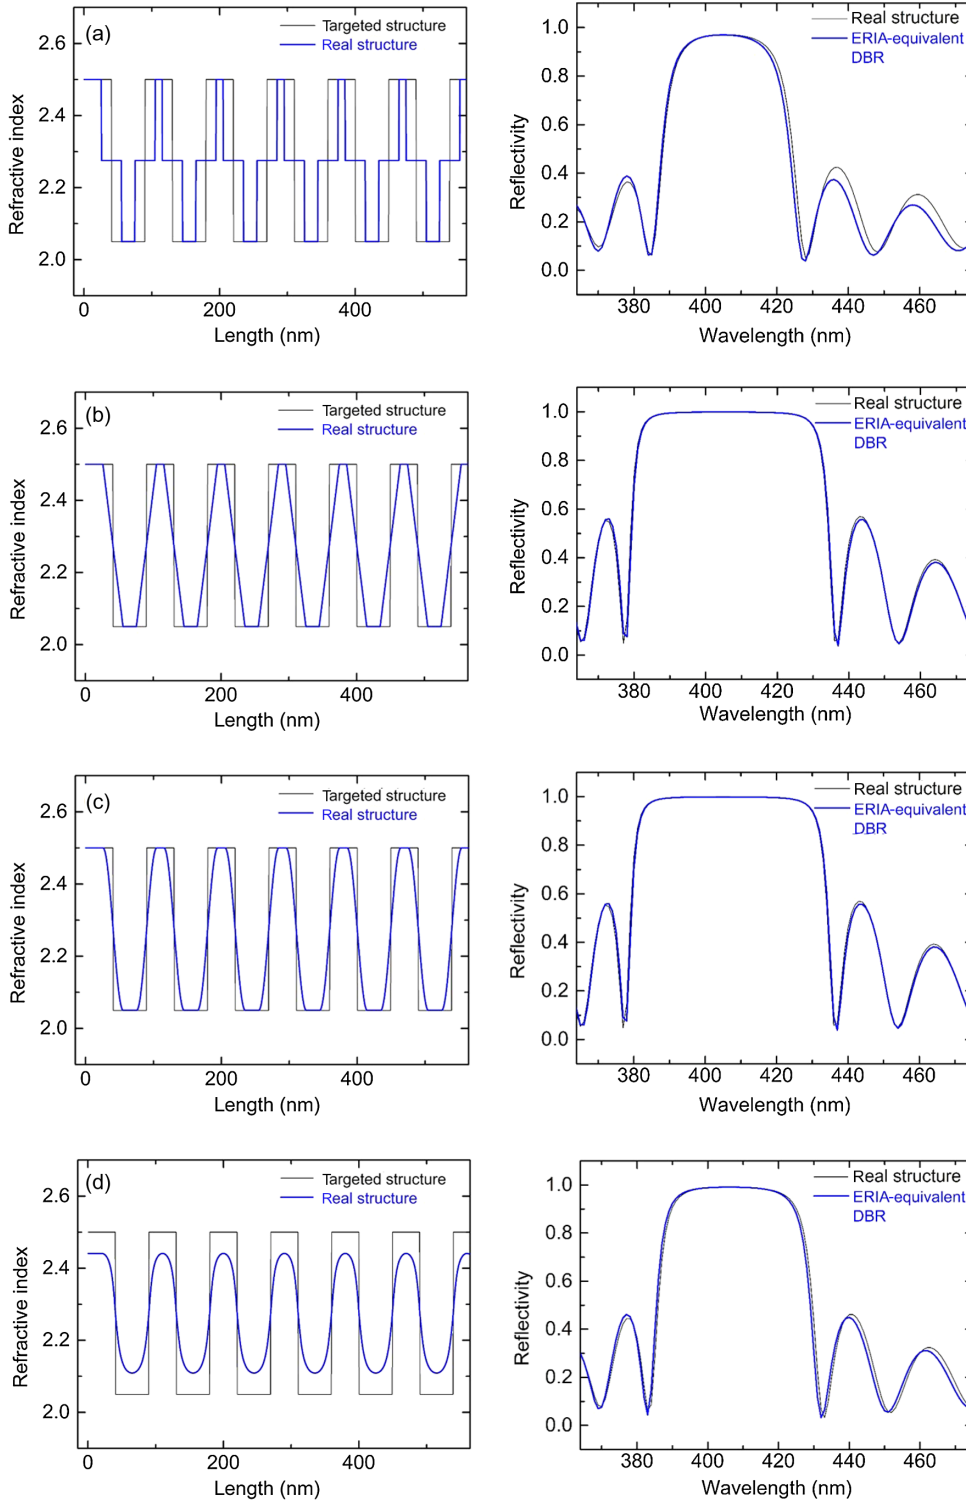 (a)
Targeted structure
Real structure
2.6
2.4
2.2
2.0
Refractive index
0
200
400
Length (nm)
Real structure
ERIA-equivalent
DBR
1.0
0.8
0.6
0.4
0.2
0.0
Reflectivity
380
400
420
440
460
Wavelength (nm)
(b)
Targeted structure
Real structure
2.6
2.4
2.2
2.0
Refractive index
0
200
400
Length (nm)
Real structure
ERIA-equivalent
DBR
1.0
0.8
0.6
0.4
0.2
0.0
Reflectivity
380
400
420
440
460
Wavelength (nm)
(c)
Targeted structure
Real structure
2.6
2.4
2.2
2.0
Refractive index
0
200
400
Length (nm)
Real structure
ERIA-equivalent
DBR
1.0
0.8
0.6
0.4
0.2
0.0
Reflectivity
380
400
420
440
460
Wavelength (nm)
(d)
Targeted structure
Real structure
2.6
2.4
2.2
2.0
Refractive index
0
200
400
Length (nm)
Real structure
ERIA-equivalent
DBR
1.0
0.8
0.6
0.4
0.2
0.0
Reflectivity
380
400
420
440
460
Wavelength (nm)